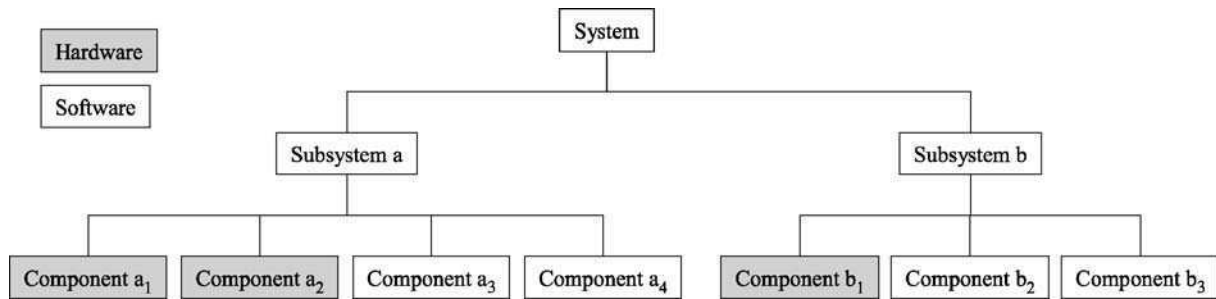 System
Hardware
Software
Subsystem a
Subsystem b
Component a₁
Component a₂
Component a₃
Component a₄
Component b₁
Component b₂
Component b₃